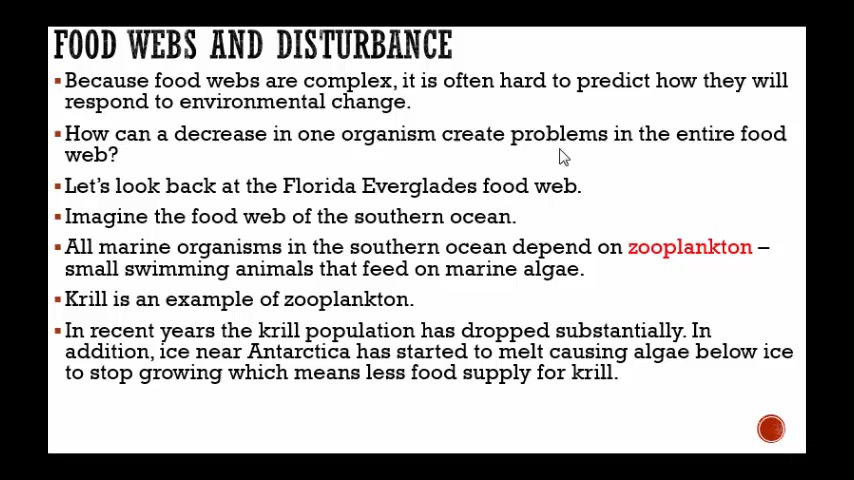 FOOD WEBS AND DISTURBANCE
▪Because food webs are complex, it is often hard to predict how they will
respond to environmental change.
▪How can a decrease in one organism create problems in the entire food
web?
▪Let's look back at the Florida Everglades food web.
▪Imagine the food web of the southern ocean.
▪All marine organisms in the southern ocean depend on zooplankton –
small swimming animals that feed on marine algae.
▪Krill is an example of zooplankton.
▪In recent years the krill population has dropped substantially. In
addition, ice near Antarctica has started to melt causing algae below ice
to stop growing which means less food supply for krill.